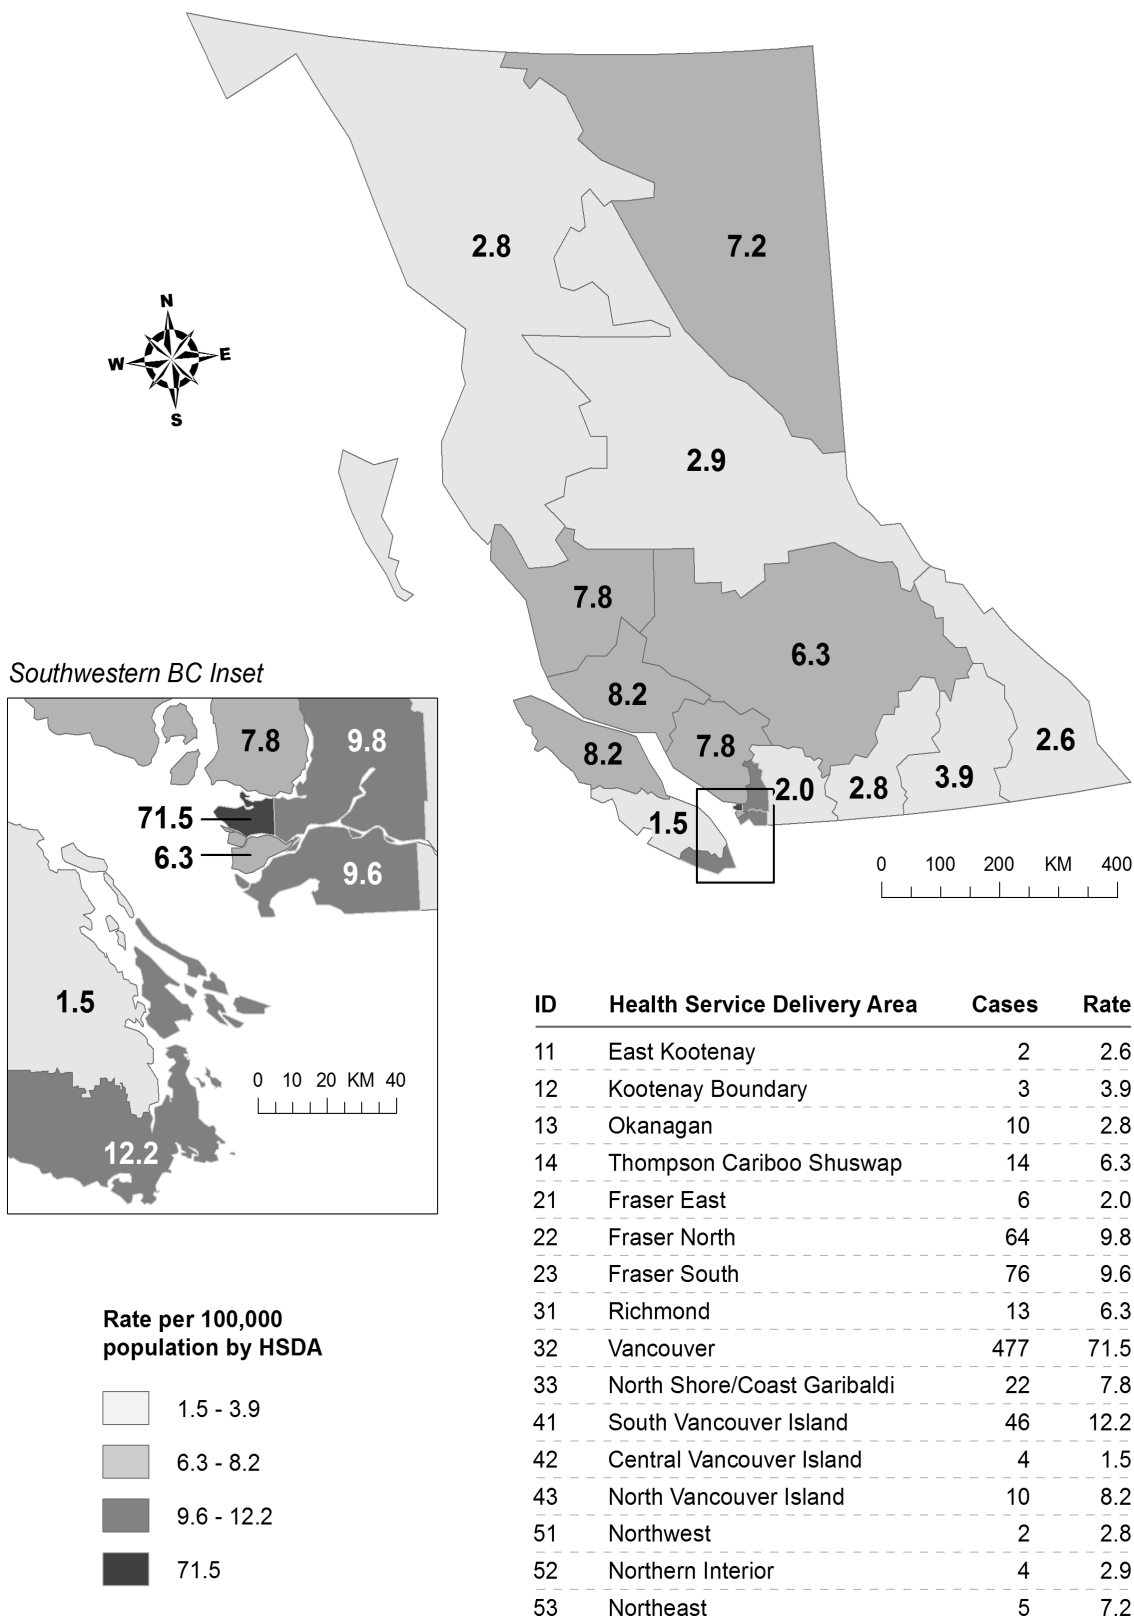 N
W E
S
2.8
7.2
2.9
7.8
6.3
8.2
8.2
7.8
2.0
2.8
3.9
2.6
1.5
0 100 200 KM 400
Southwestern BC Inset
7.8
9.8
71.5
6.3
9.6
1.5
12.2
0 10 20 KM 40
Rate per 100,000
population by HSDA
1.5 - 3.9
6.3 - 8.2
9.6 - 12.2
71.5
ID Health Service Delivery Area Cases Rate
11 East Kootenay 2 2.6
12 Kootenay Boundary 3 3.9
13 Okanagan 10 2.8
14 Thompson Cariboo Shuswap 14 6.3
21 Fraser East 6 2.0
22 Fraser North 64 9.8
23 Fraser South 76 9.6
31 Richmond 13 6.3
32 Vancouver 477 71.5
33 North Shore/Coast Garibaldi 22 7.8
41 South Vancouver Island 46 12.2
42 Central Vancouver Island 4 1.5
43 North Vancouver Island 10 8.2
51 Northwest 2 2.8
52 Northern Interior 4 2.9
53 Northeast 5 7.2